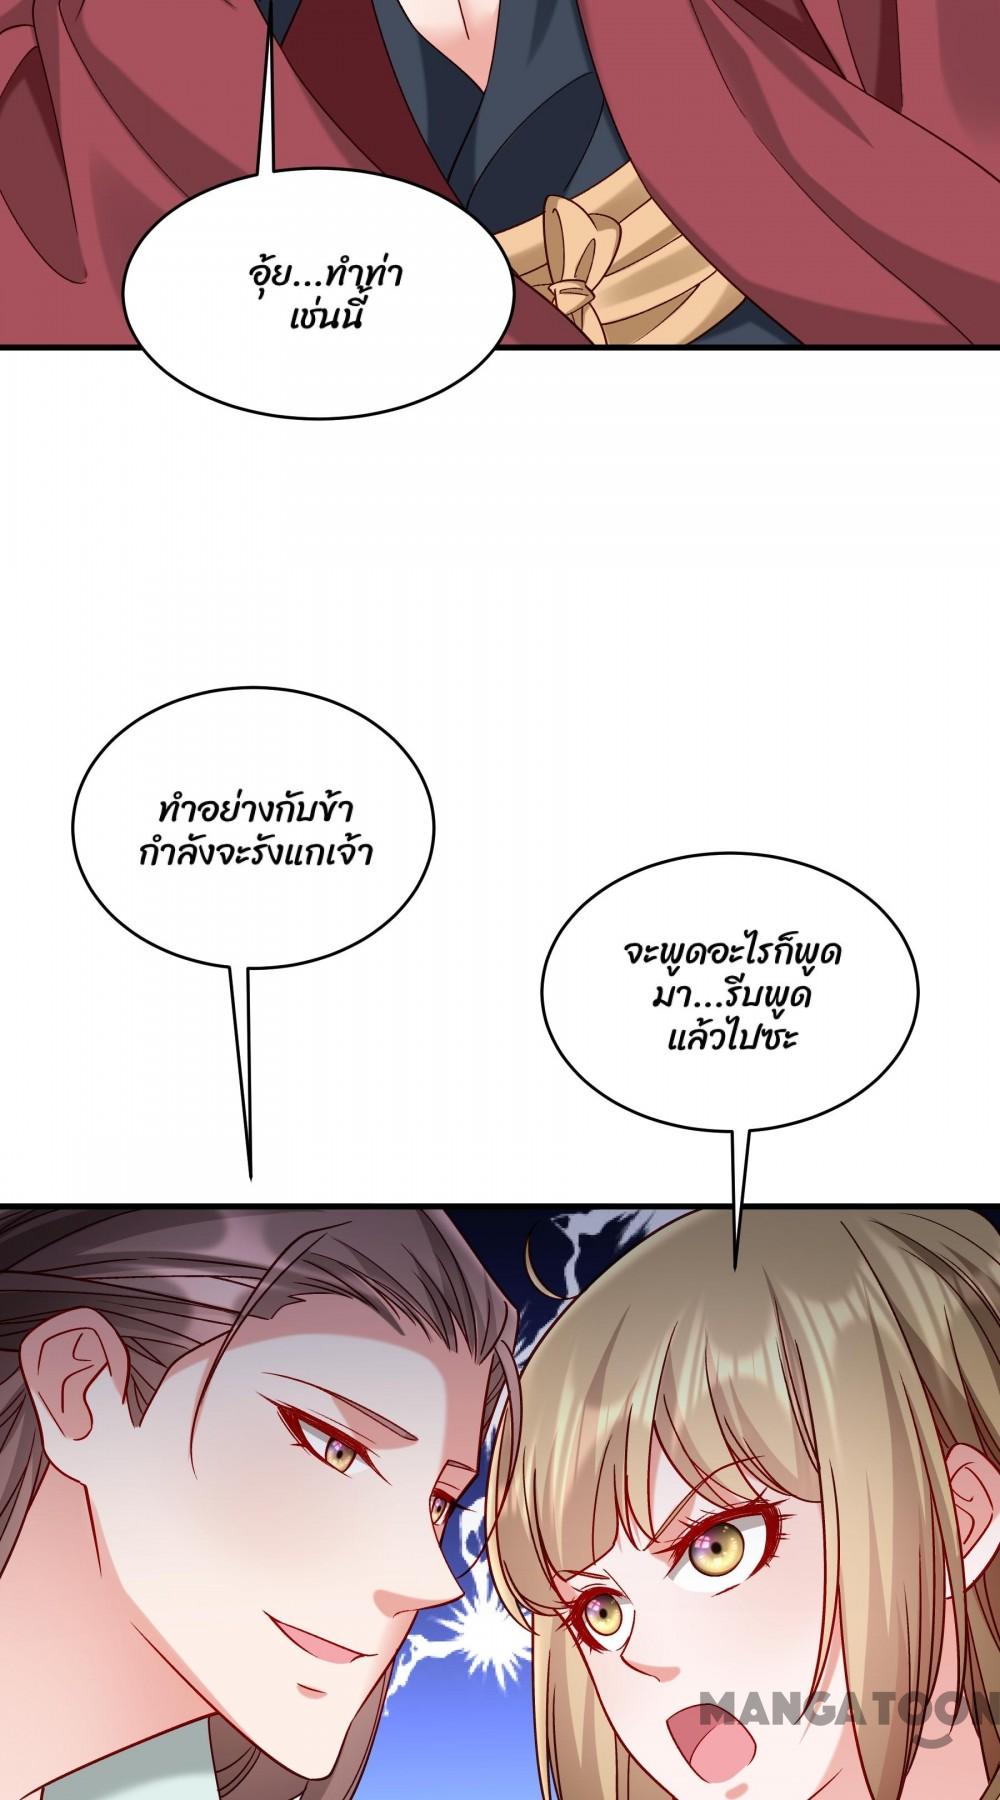 อุ้ย...ทำท่า
เช่นนี้
ทำอย่างกับข้า
กำลังจะรังแกเจ้า
จะพูดอะไรก็พูด
มา...รีบพูด
แล้วไปซะ
MANGATOON